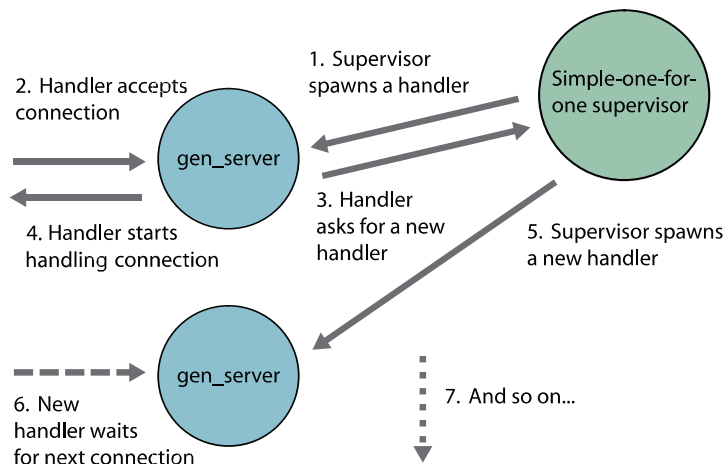 1. Supervisor
spawns a handler
Simple-one-for-
one supervisor
2. Handler accepts
connection
gen_server
3. Handler
asks for a new
handler
4. Handler starts
handling connection
5. Supervisor spawns
a new handler
gen_server
6. New
handler waits
for next connection
7. And so on...